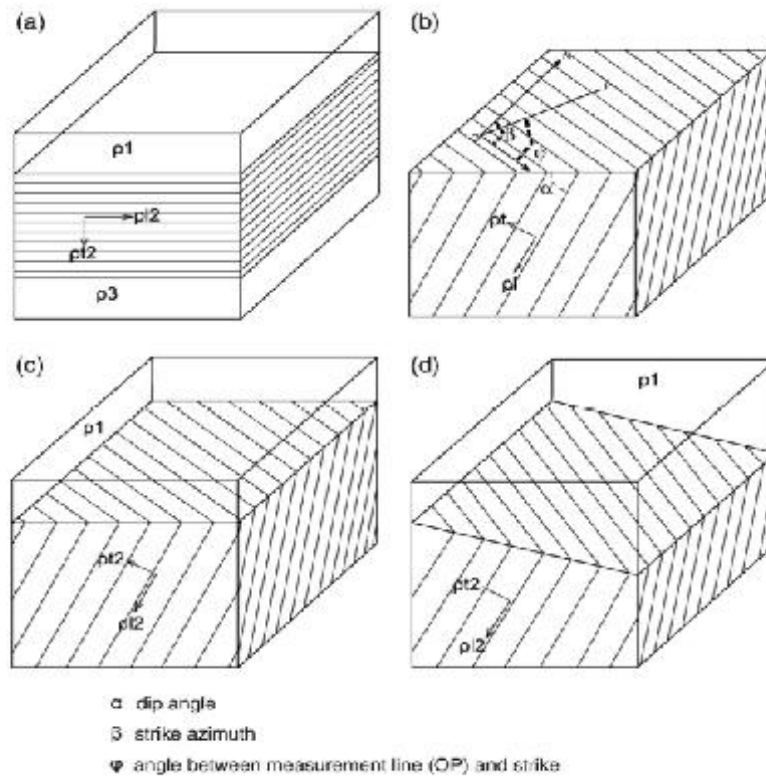 (a)
(b)
ρ1
ρl2
ρt2
ρ3
β
α
ρt
ρl
(c)
(d)
ρ1
ρ1
ρt2
ρl2
ρt2
ρl2
α dip angle
β strike azimuth
φ angle between measurement line (OP) and strike